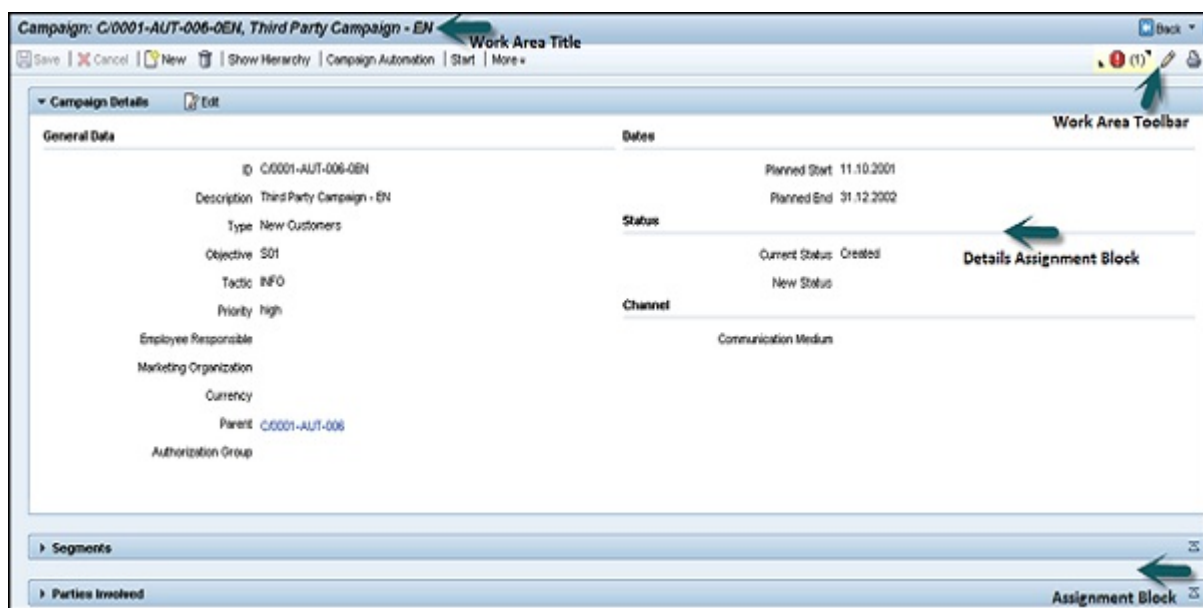 Campaign: C/0001-AUT-006-0EN, Third Party Campaign - EN
Work Area Title
Back
Save | Cancel | New | Show Hierarchy | Campaign Automation | Start | More
(1)
Work Area Toolbar
Campaign Details Edit
General Data
ID C/0001-AUT-006-0EN
Description Third Party Campaign - EN
Type New Customers
Objective S01
Tactic INFO
Priority high
Employee Responsible
Marketing Organization
Currency
Parent C/0001-AUT-006
Authorization Group
Dates
Planned Start 11.10.2001
Planned End 31.12.2002
Status
Current Status Created
New Status
Details Assignment Block
Channel
Communication Medium
Segments
Parties Involved
Assignment Block